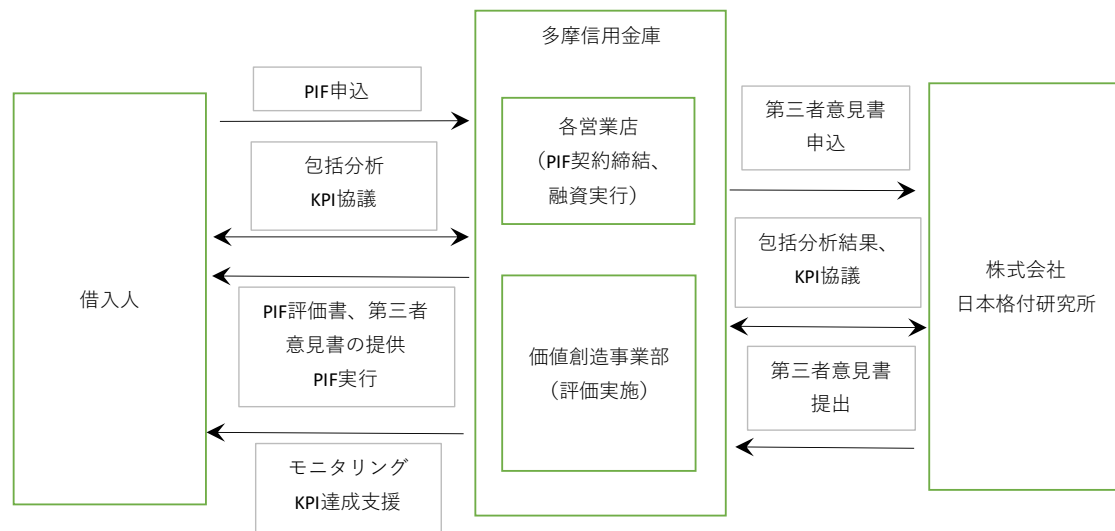 多摩信用金庫
借入人
PIF申込
包括分析
KPI協議
PIF評価書、第三者
意見書の提供
PIF実行
モニタリング
KPI達成支援
各営業店
（PIF契約締結、
融資実行）
価値創造事業部
（評価実施）
第三者意見書
申込
包括分析結果、
KPI協議
第三者意見書
提出
株式会社
日本格付研究所